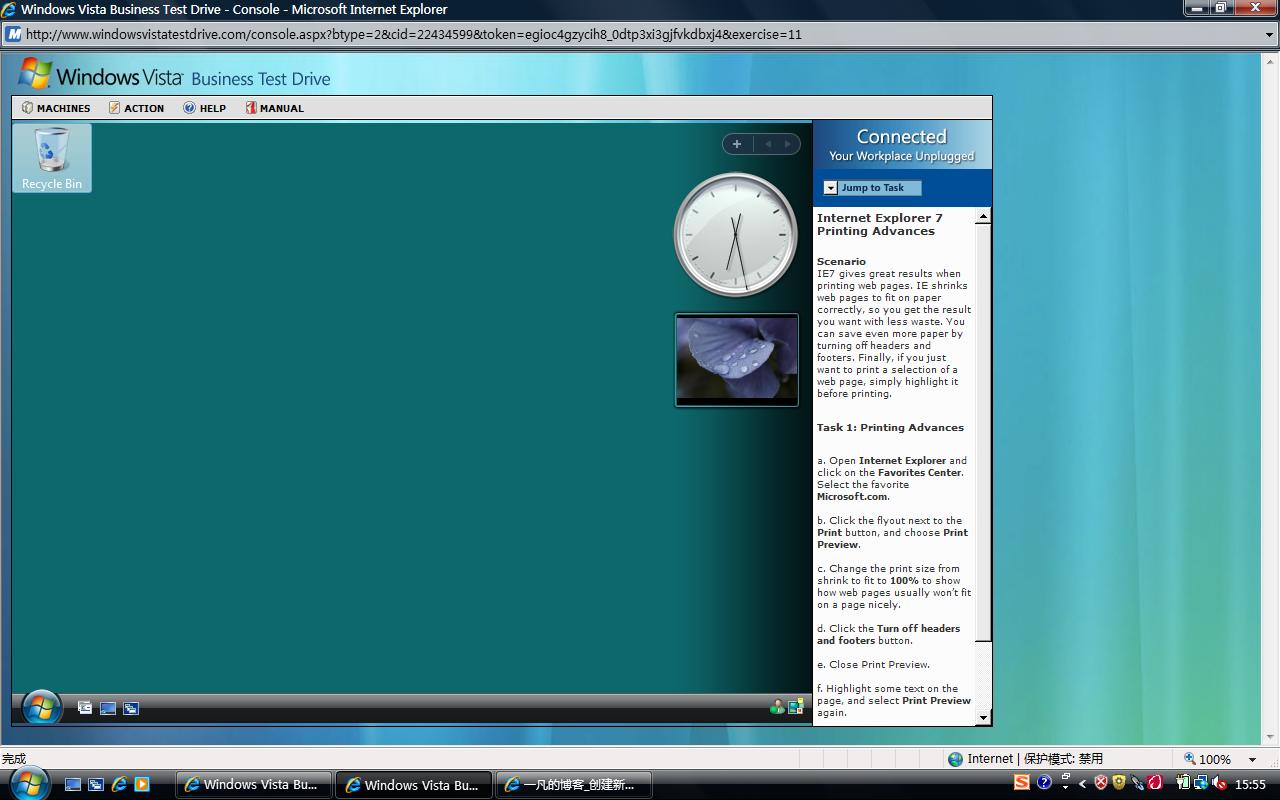 Windows Vista Business Test Drive - Console - Microsoft Internet Explorer
http://www.windowsvistatestdrive.com/console.aspx?btype=2&cid=22434599&token=egioc4gzycih8_0dtp3xi3gjfvkdbxj4&exercise=11
Windows Vista Business Test Drive
MACHINES ACTION HELP MANUAL
Recycle Bin
Connected
Your Workplace Unplugged
Jump to Task
Internet Explorer 7
Printing Advances
Scenario
IE7 gives great results when
printing web pages. IE shrinks
web pages to fit on paper
correctly, so you get the result
you want with less waste. You
can save even more paper by
turning off headers and
footers. Finally, if you just
want to print a selection of a
web page, simply highlight it
before printing.
Task 1: Printing Advances
a. Open Internet Explorer and
click on the Favorites Center.
Select the favorite
Microsoft.com.
b. Click the flyout next to the
Print button, and choose Print
Preview.
c. Change the print size from
shrink to fit to 100% to show
how web pages usually won't fit
on a page nicely.
d. Click the Turn off headers
and footers button.
e. Close Print Preview.
f. Highlight some text on the
page, and select Print Preview
again.
完成
Internet | 保护模式: 禁用
100%
Windows Vista Bu...
Windows Vista Bu...
一凡的博客_创建新...
15:55